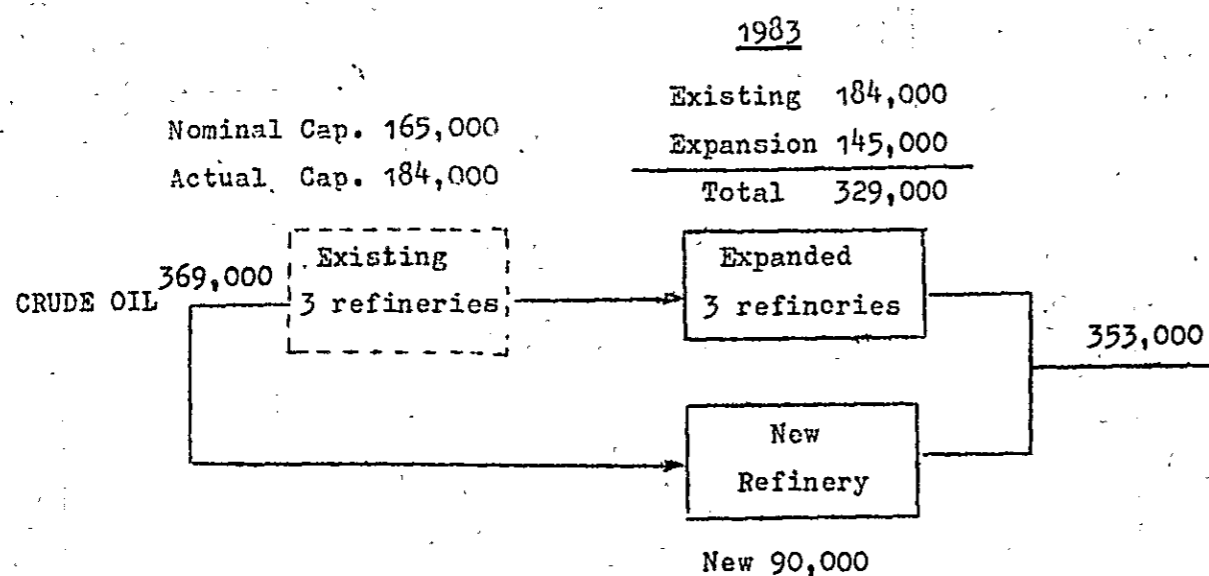 1983
Nominal Cap. 165,000
Actual Cap. 184,000
Existing 184,000
Expansion 145,000
Total 329,000
CRUDE OIL 369,000
Existing
3 refineries
Expanded
3 refineries
353,000
New
Refinery
New 90,000